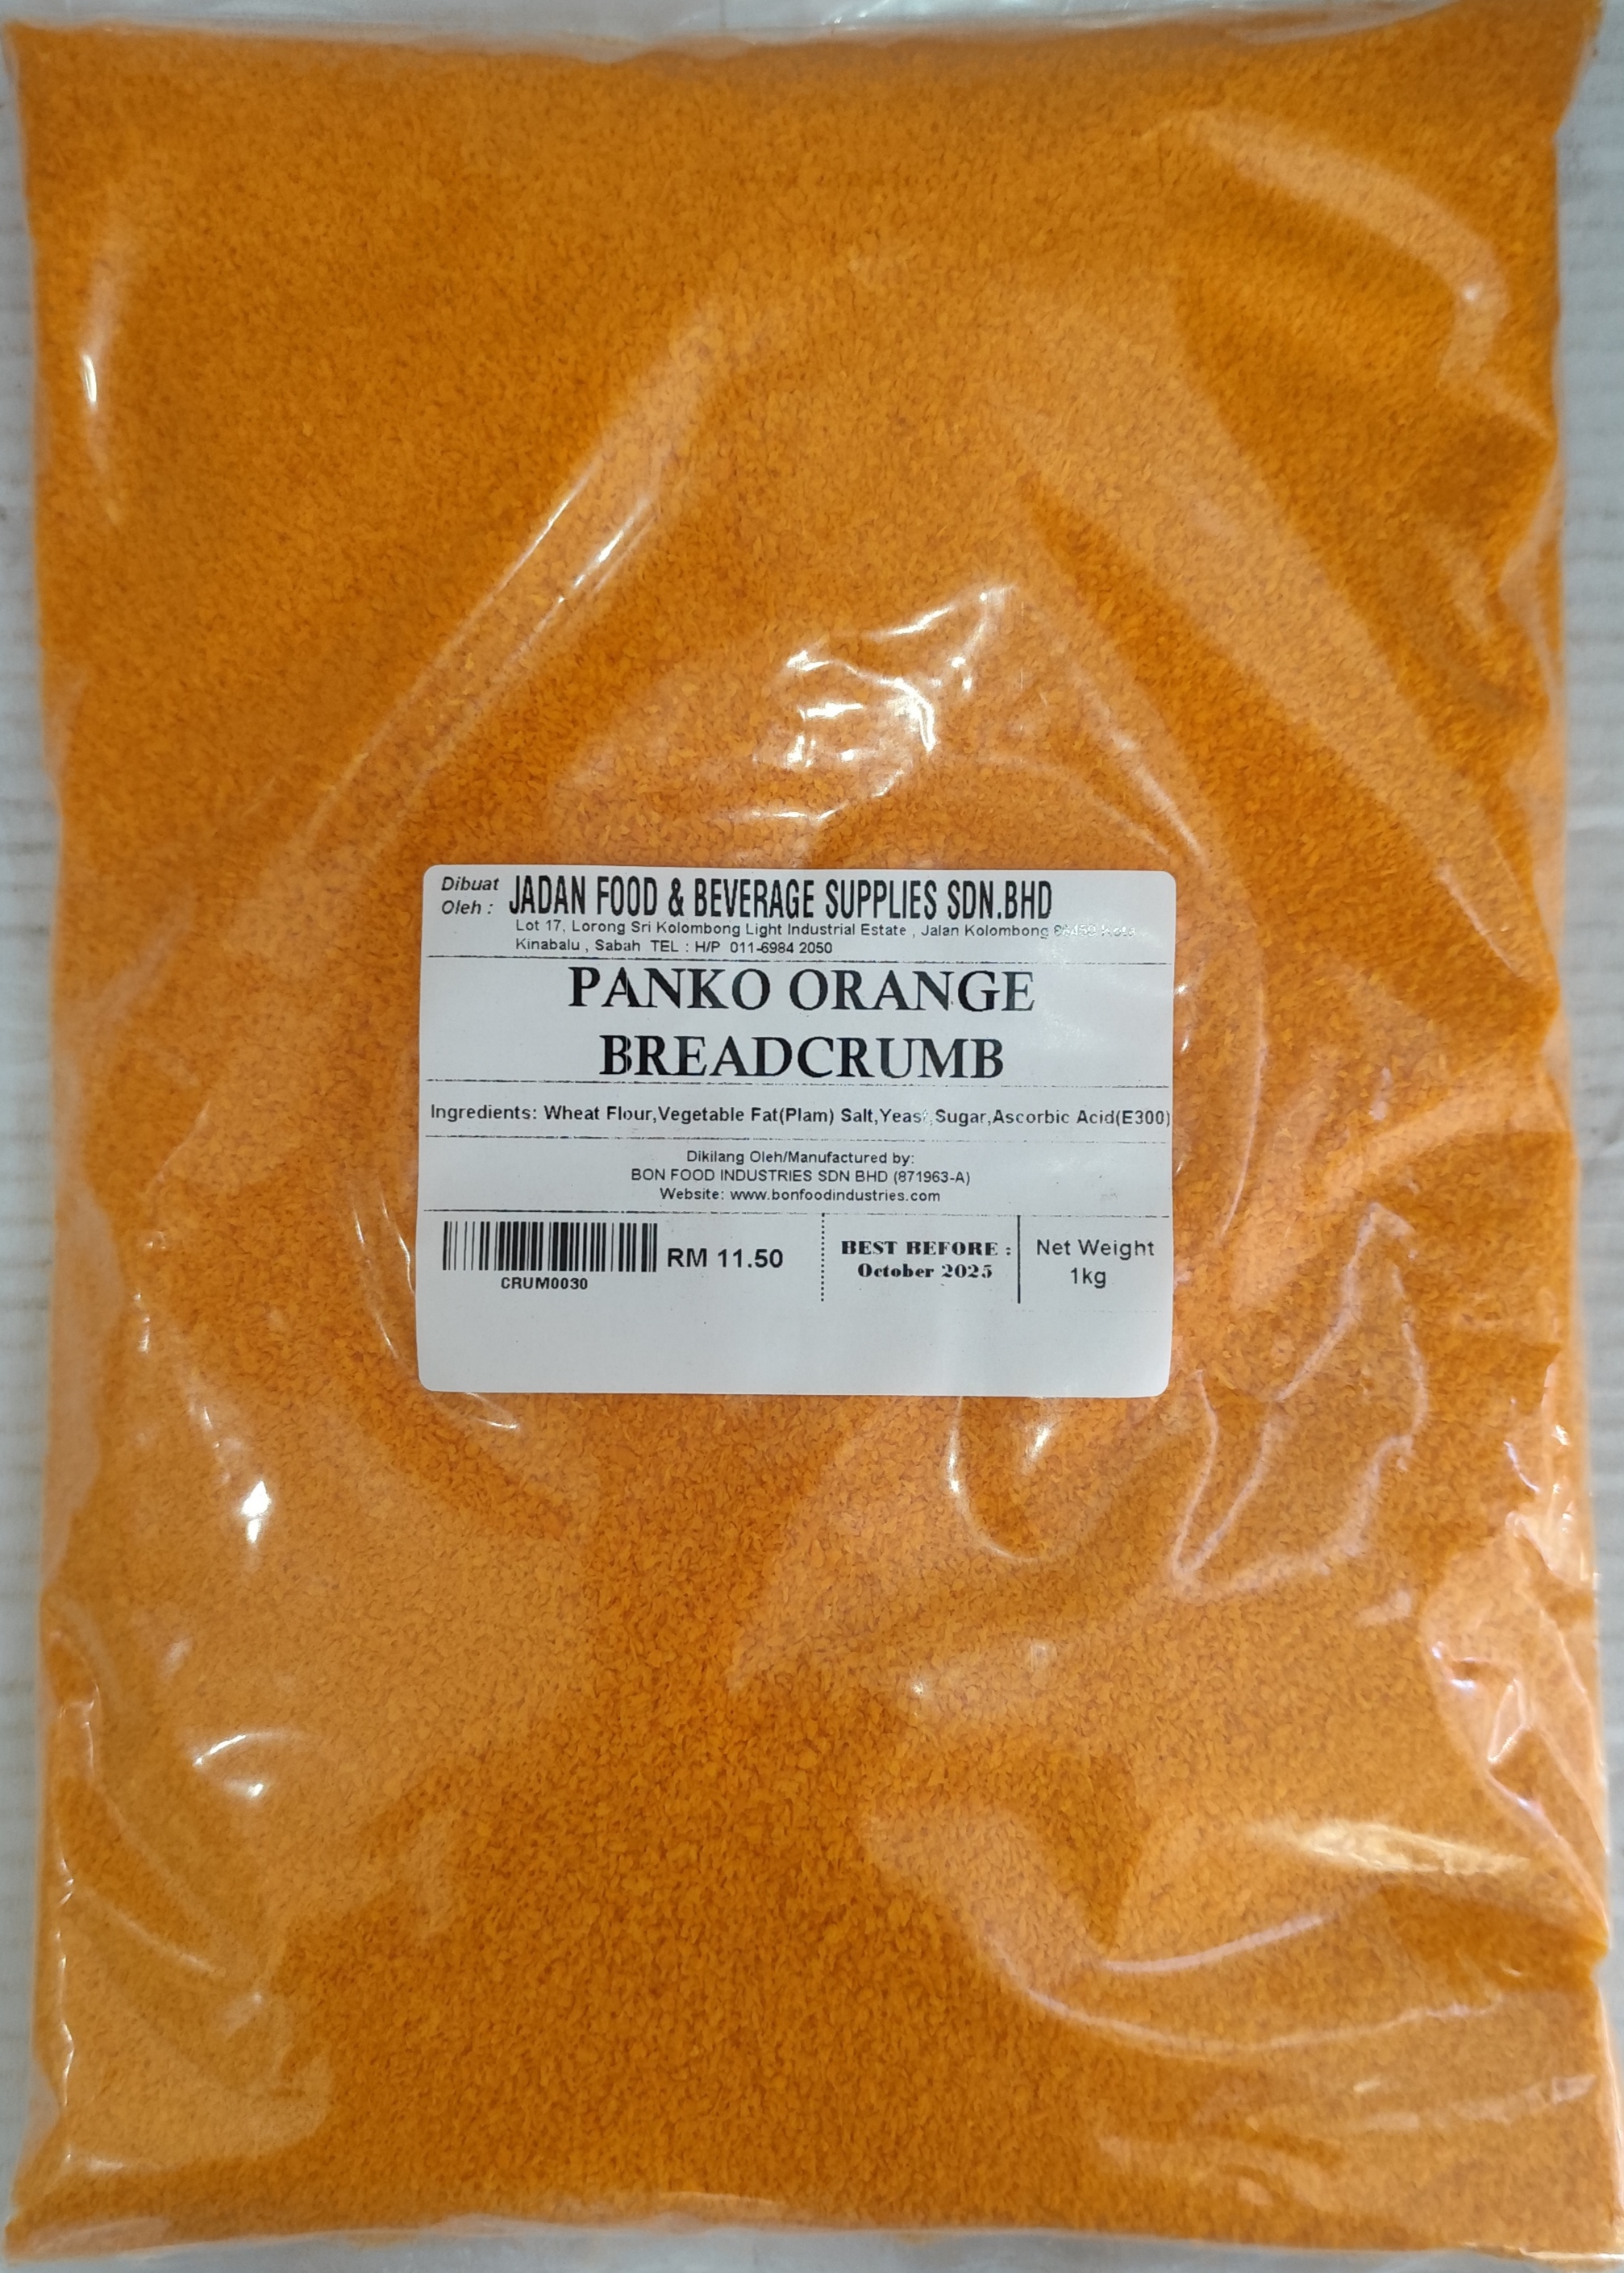 Dibuat
Oleh : JADAN FOOD & BEVERAGE SUPPLIES SDN.BHD
Lot 17, Lorong Sri Kolombong Light Industrial Estate , Jalan Kolombong
Kinabalu , Sabah TEL : H/P 011-6984 2050
PANKO ORANGE
BREADCRUMB
Ingredients: Wheat Flour,Vegetable Fat(Plam) Salt,Yeast,Sugar,Ascorbic Acid(E300)
Dikilang Oleh/Manufactured by:
BON FOOD INDUSTRIES SDN BHD (871963-A)
Website: www.bonfoodindustries.com
RM 11.50
CRUM0030
BEST BEFORE :
October 2025
Net Weight
1kg